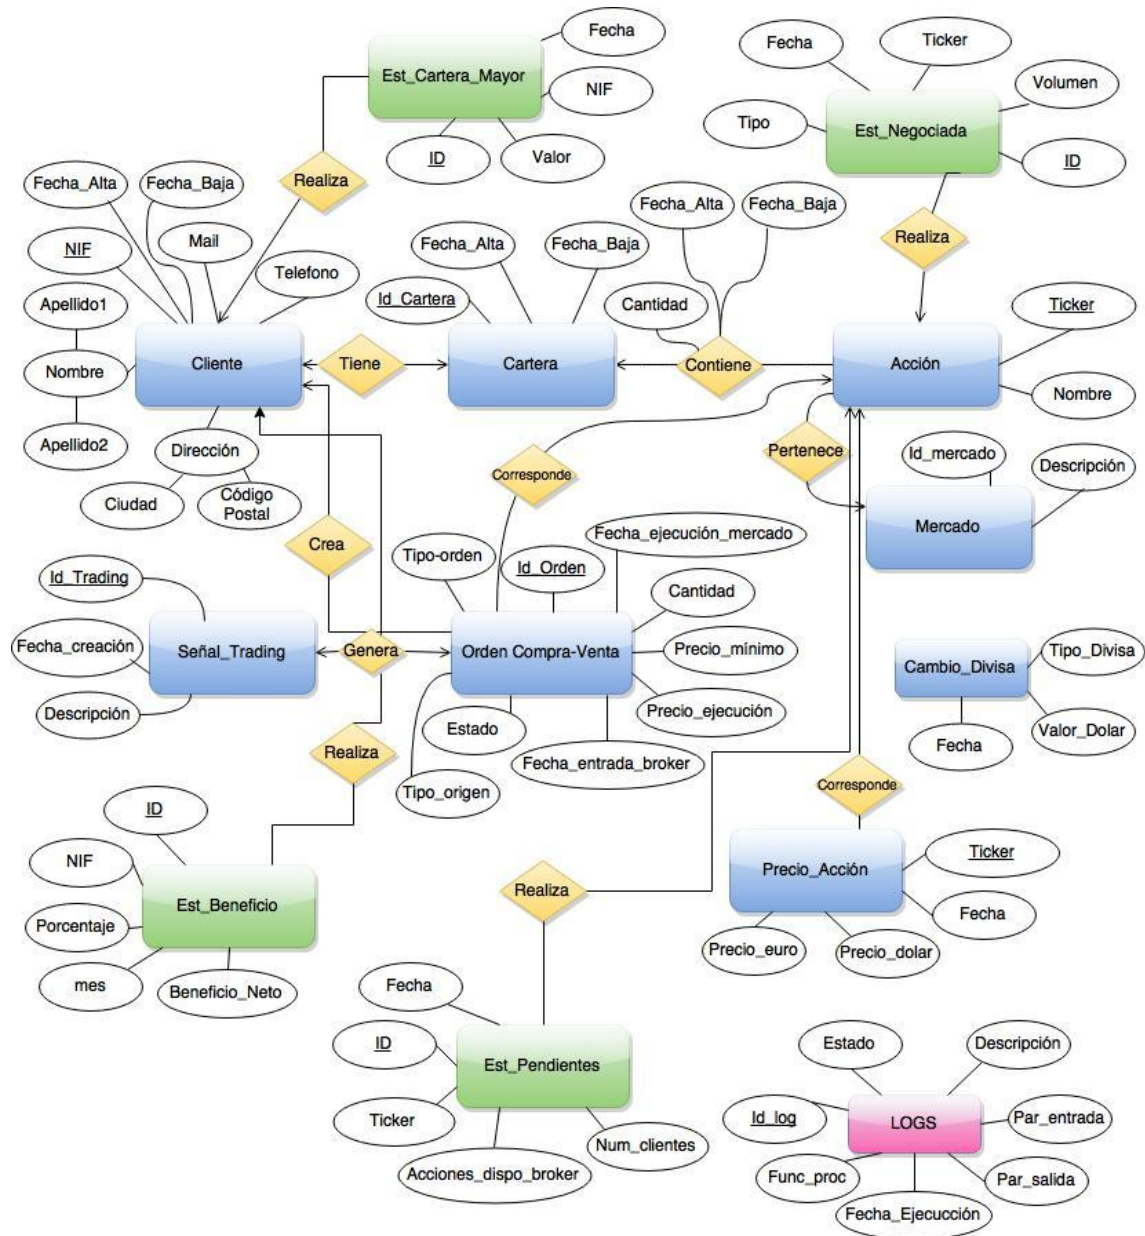 Fecha
Est_Cartera_Mayor
NIF
ID
Valor
Realiza
Fecha
Ticker
Volumen
Tipo
Est_Negociada
ID
Realiza
Fecha_Alta
Fecha_Baja
NIF
Mail
Telefono
Apellido1
Nombre
Apellido2
Cliente
Dirección
Ciudad
Código
Postal
Tiene
Fecha_Alta
Fecha_Baja
Id_Cartera
Cartera
Fecha_Alta
Fecha_Baja
Cantidad
Contiene
Acción
Ticker
Nombre
Pertenece
Id_mercado
Descripción
Mercado
Corresponde
Crea
Id_Trading
Fecha_creación
Descripción
Señal_Trading
Genera
Tipo-orden
Id_Orden
Fecha_ejecución_mercado
Cantidad
Orden Compra-Venta
Precio_mínimo
Precio_ejecución
Estado
Fecha_entrada_broker
Tipo_origen
Cambio_Divisa
Tipo_Divisa
Valor_Dolar
Fecha
Realiza
ID
NIF
Porcentaje
mes
Est_Beneficio
Beneficio_Neto
Corresponde
Precio_Acción
Ticker
Fecha
Precio_euro
Precio_dolar
Realiza
Fecha
ID
Est_Pendientes
Ticker
Num_clientes
Acciones_dispo_broker
Estado
Descripción
Id_log
LOGS
Par_entrada
Func_proc
Par_salida
Fecha_Ejecucción